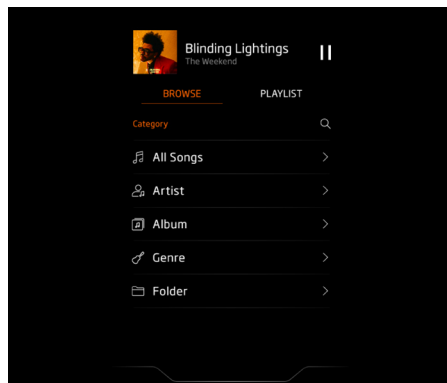 Blinding Lightings
The Weekend
BROWSE PLAYLIST
Category
All Songs
Artist
Album
Genre
Folder